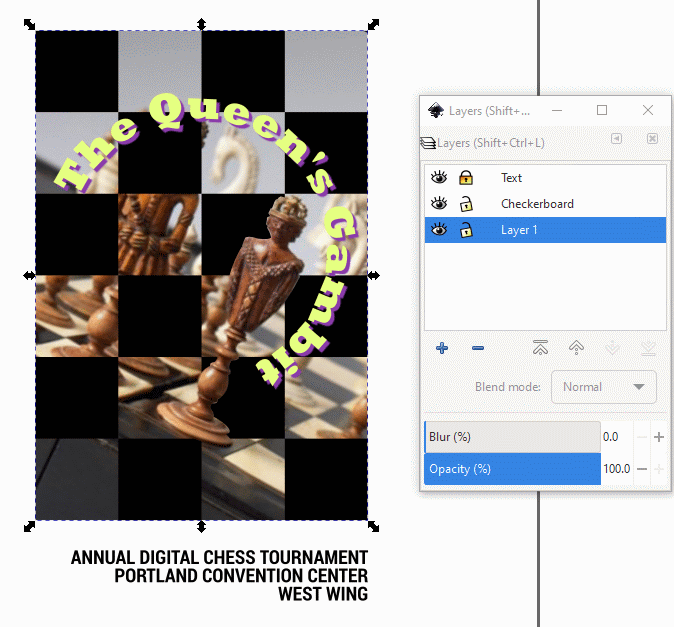 The Queen's Gambit
ANNUAL DIGITAL CHESS TOURNAMENT
PORTLAND CONVENTION CENTER
WEST WING
Layers (Shift+...
Layers (Shift+Ctrl+L)
Text
Checkerboard
Layer 1
Blend mode: Normal
Blur (%) 0.0
Opacity (%) 100.0